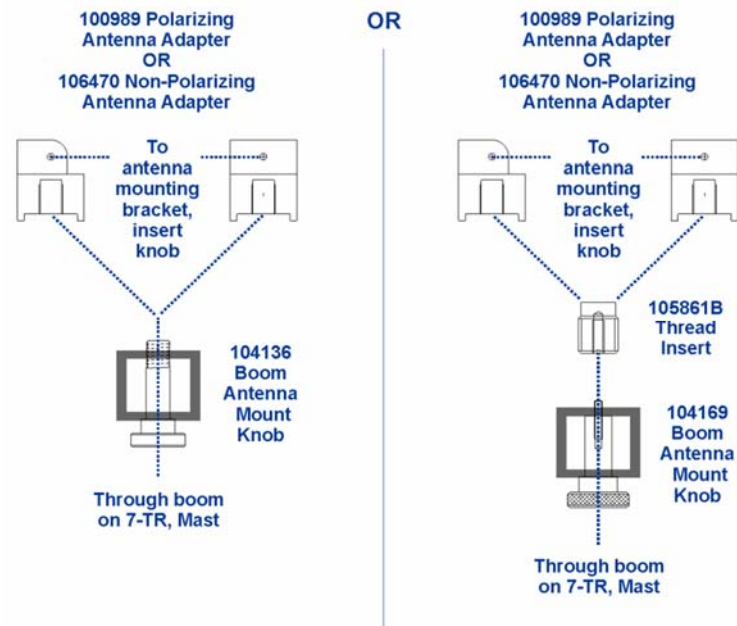 100989 Polarizing
Antenna Adapter
OR
106470 Non-Polarizing
Antenna Adapter
To
antenna
mounting
bracket,
insert
knob
104136
Boom
Antenna
Mount
Knob
Through boom
on 7-TR, Mast
OR
100989 Polarizing
Antenna Adapter
OR
106470 Non-Polarizing
Antenna Adapter
To
antenna
mounting
bracket,
insert
knob
105861B
Thread
Insert
104169
Boom
Antenna
Mount
Knob
Through boom
on 7-TR, Mast